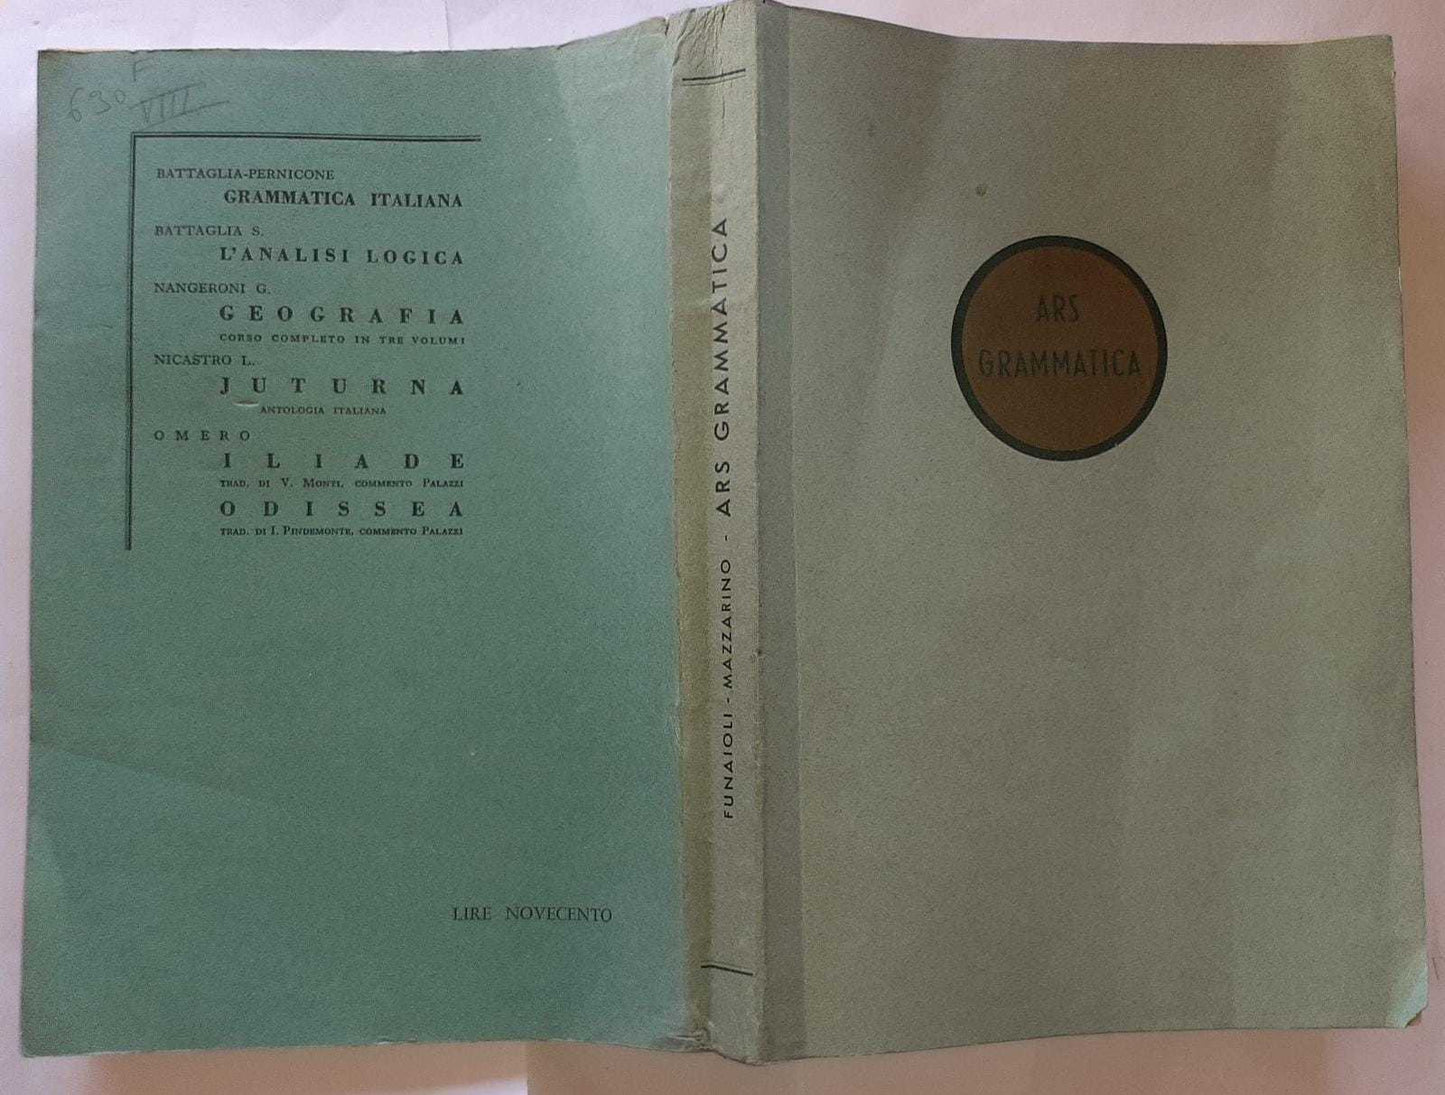 630 F
VIII
BATTAGLIA-PERNICONE
GRAMMATICA ITALIANA
BATTAGLIA S.
L'ANALISI LOGICA
NANGERONI G.
GEOGRAFIA
CORSO COMPLETO IN TRE VOLUMI
NICASTRO L.
JUTURNA
ANTOLOGIA ITALIANA
OMERO
ILIADE
TRAD. DI V. MONTI, COMMENTO PALAZZI
ODISSEA
TRAD. DI I. PINDEMONTE, COMMENTO PALAZZI
LIRE NOVECENTO
FUNAIOLI - MAZZARINO - ARS GRAMMATICA
ARS
GRAMMATICA